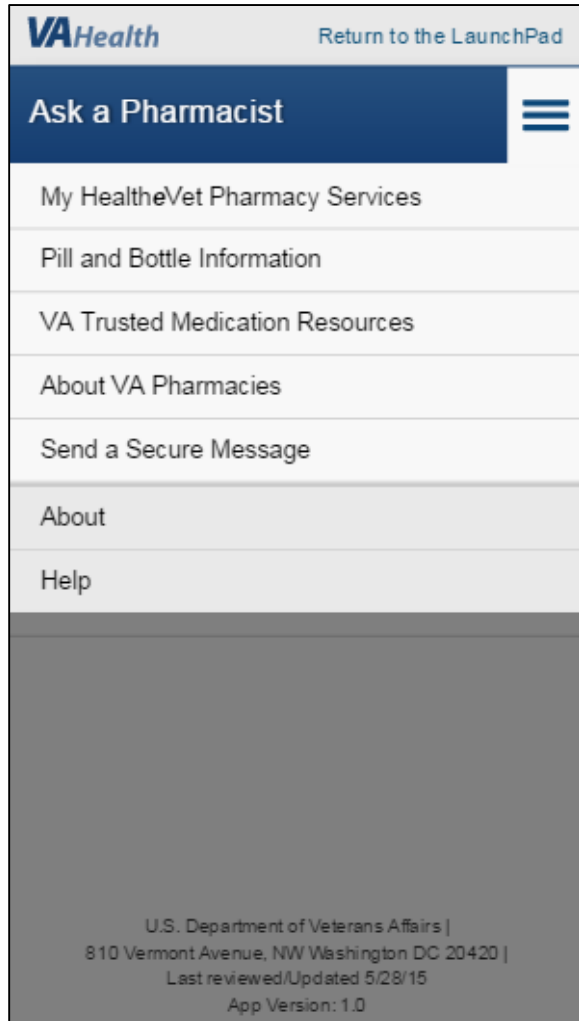 VAHealth Return to the LaunchPad
Ask a Pharmacist
My HealtheVet Pharmacy Services
Pill and Bottle Information
VA Trusted Medication Resources
About VA Pharmacies
Send a Secure Message
About
Help
U.S. Department of Veterans Affairs |
810 Vermont Avenue, NW Washington DC 20420 |
Last reviewed/Updated 5/28/15
App Version: 1.0